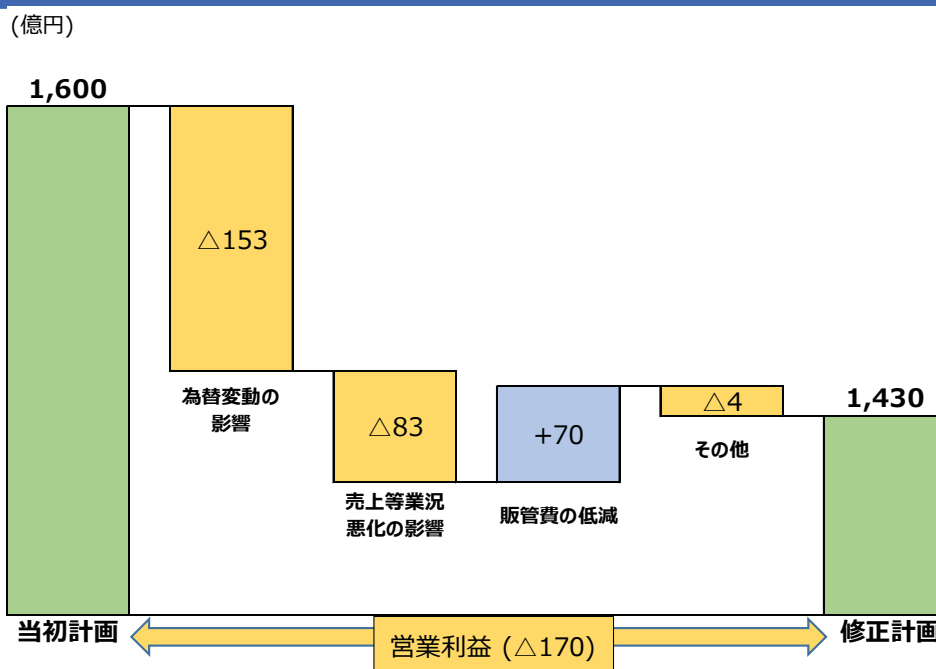 (億円)
1,600
△153
為替変動の
影響
△83
売上等業況
悪化の影響
+70
販管費の低減
△4
その他
1,430
当初計画
営業利益 (△170)
修正計画